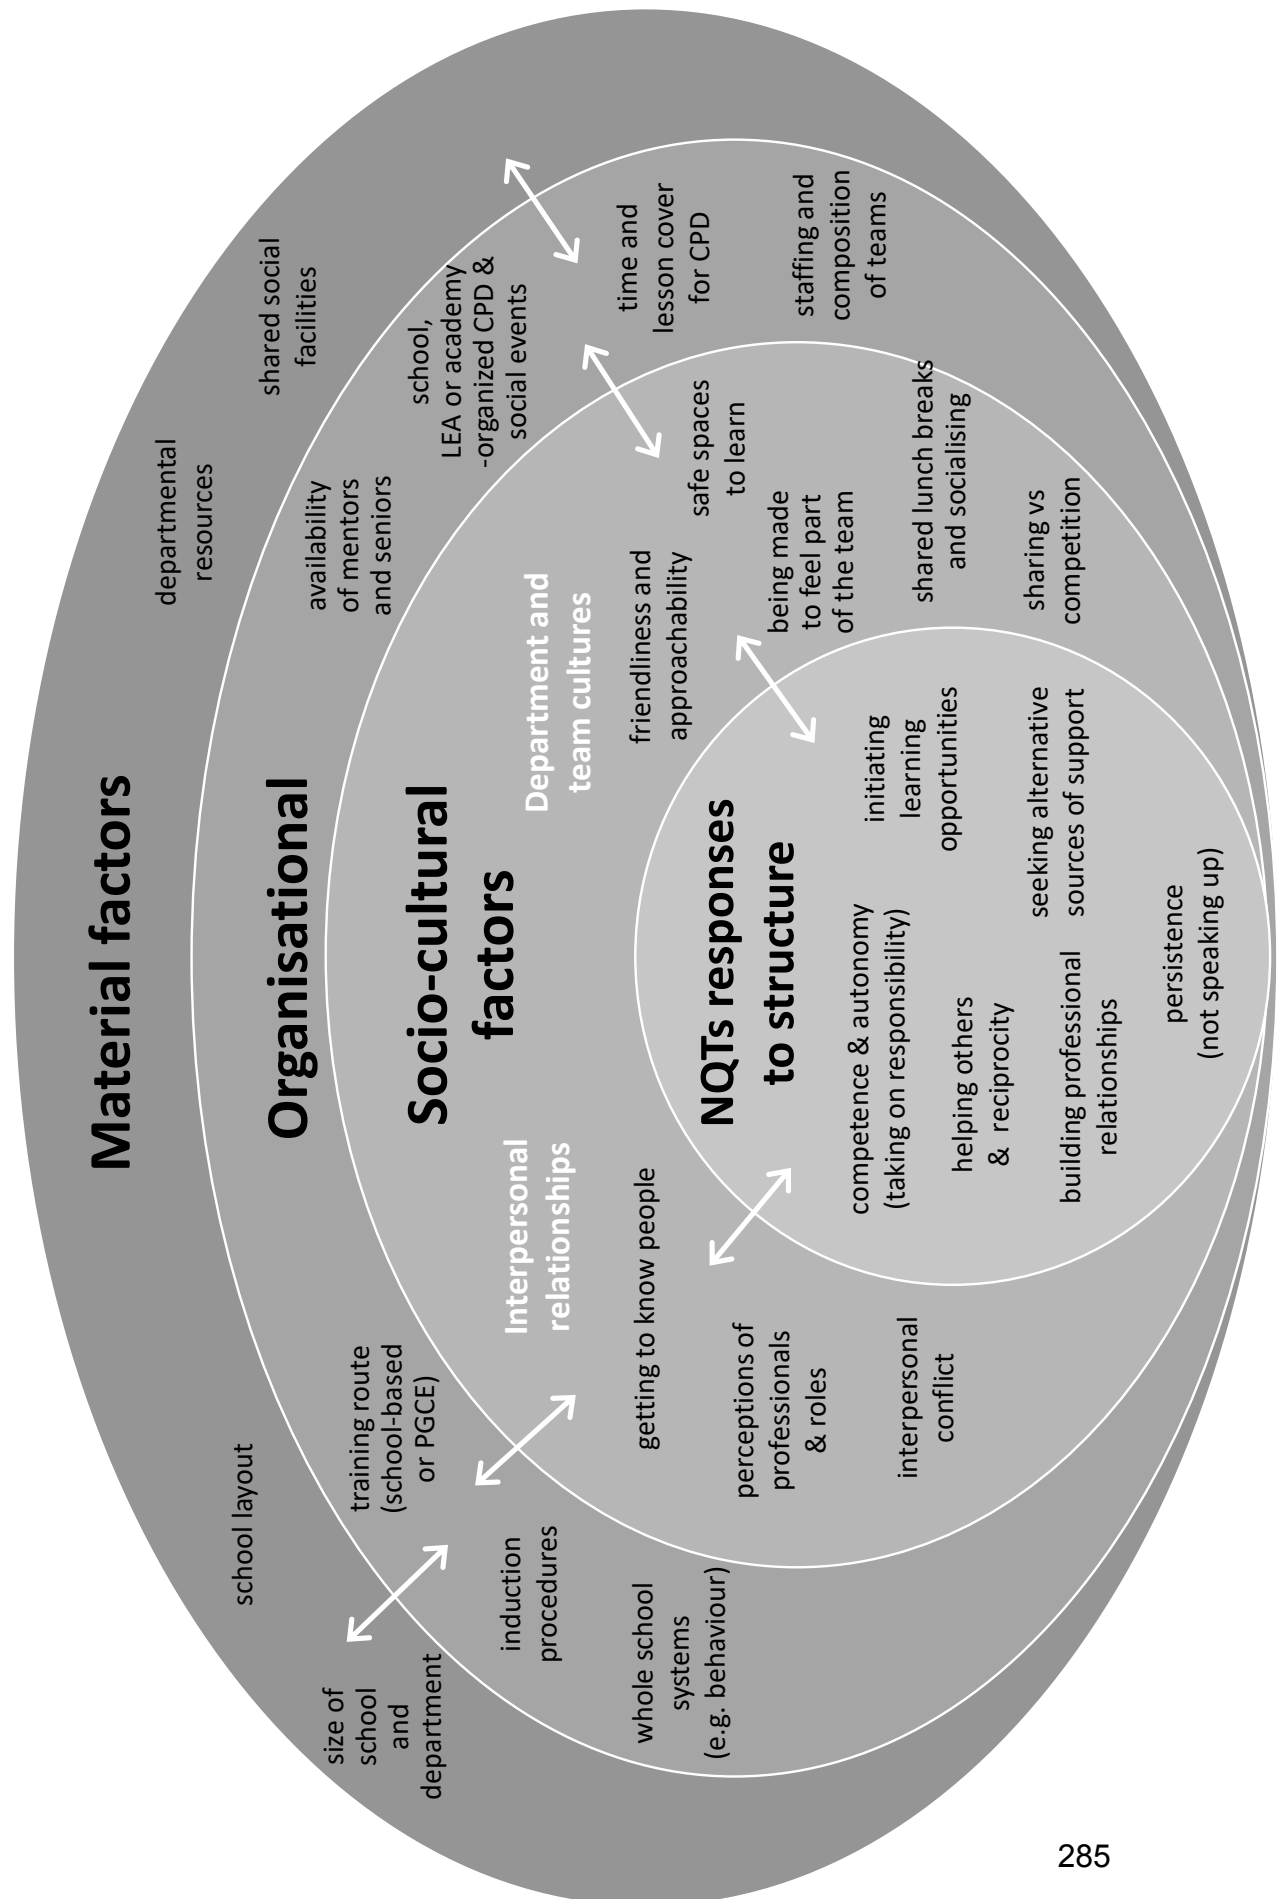 Material factors
school layout
size of
school
and
department
departmental
resources
shared social
facilities
Organisational
training route
(school-based
or PGCE)
induction
procedures
whole school
systems
(e.g. behaviour)
availability
of mentors
and seniors
school,
LEA or academy
-organized CPD &
social events
time and
lesson cover
for CPD
staffing and
composition
of teams
Socio-cultural
factors
Interpersonal
relationships
getting to know people
perceptions of
professionals
& roles
interpersonal
conflict
Department and
team cultures
friendliness and
approachability
safe spaces
to learn
being made
to feel part
of the team
shared lunch breaks
and socialising
sharing vs
competition
NQTs responses
to structure
competence & autonomy
(taking on responsibility)
initiating
learning
opportunities
helping others
& reciprocity
seeking alternative
sources of support
building professional
relationships
persistence
(not speaking up)
285